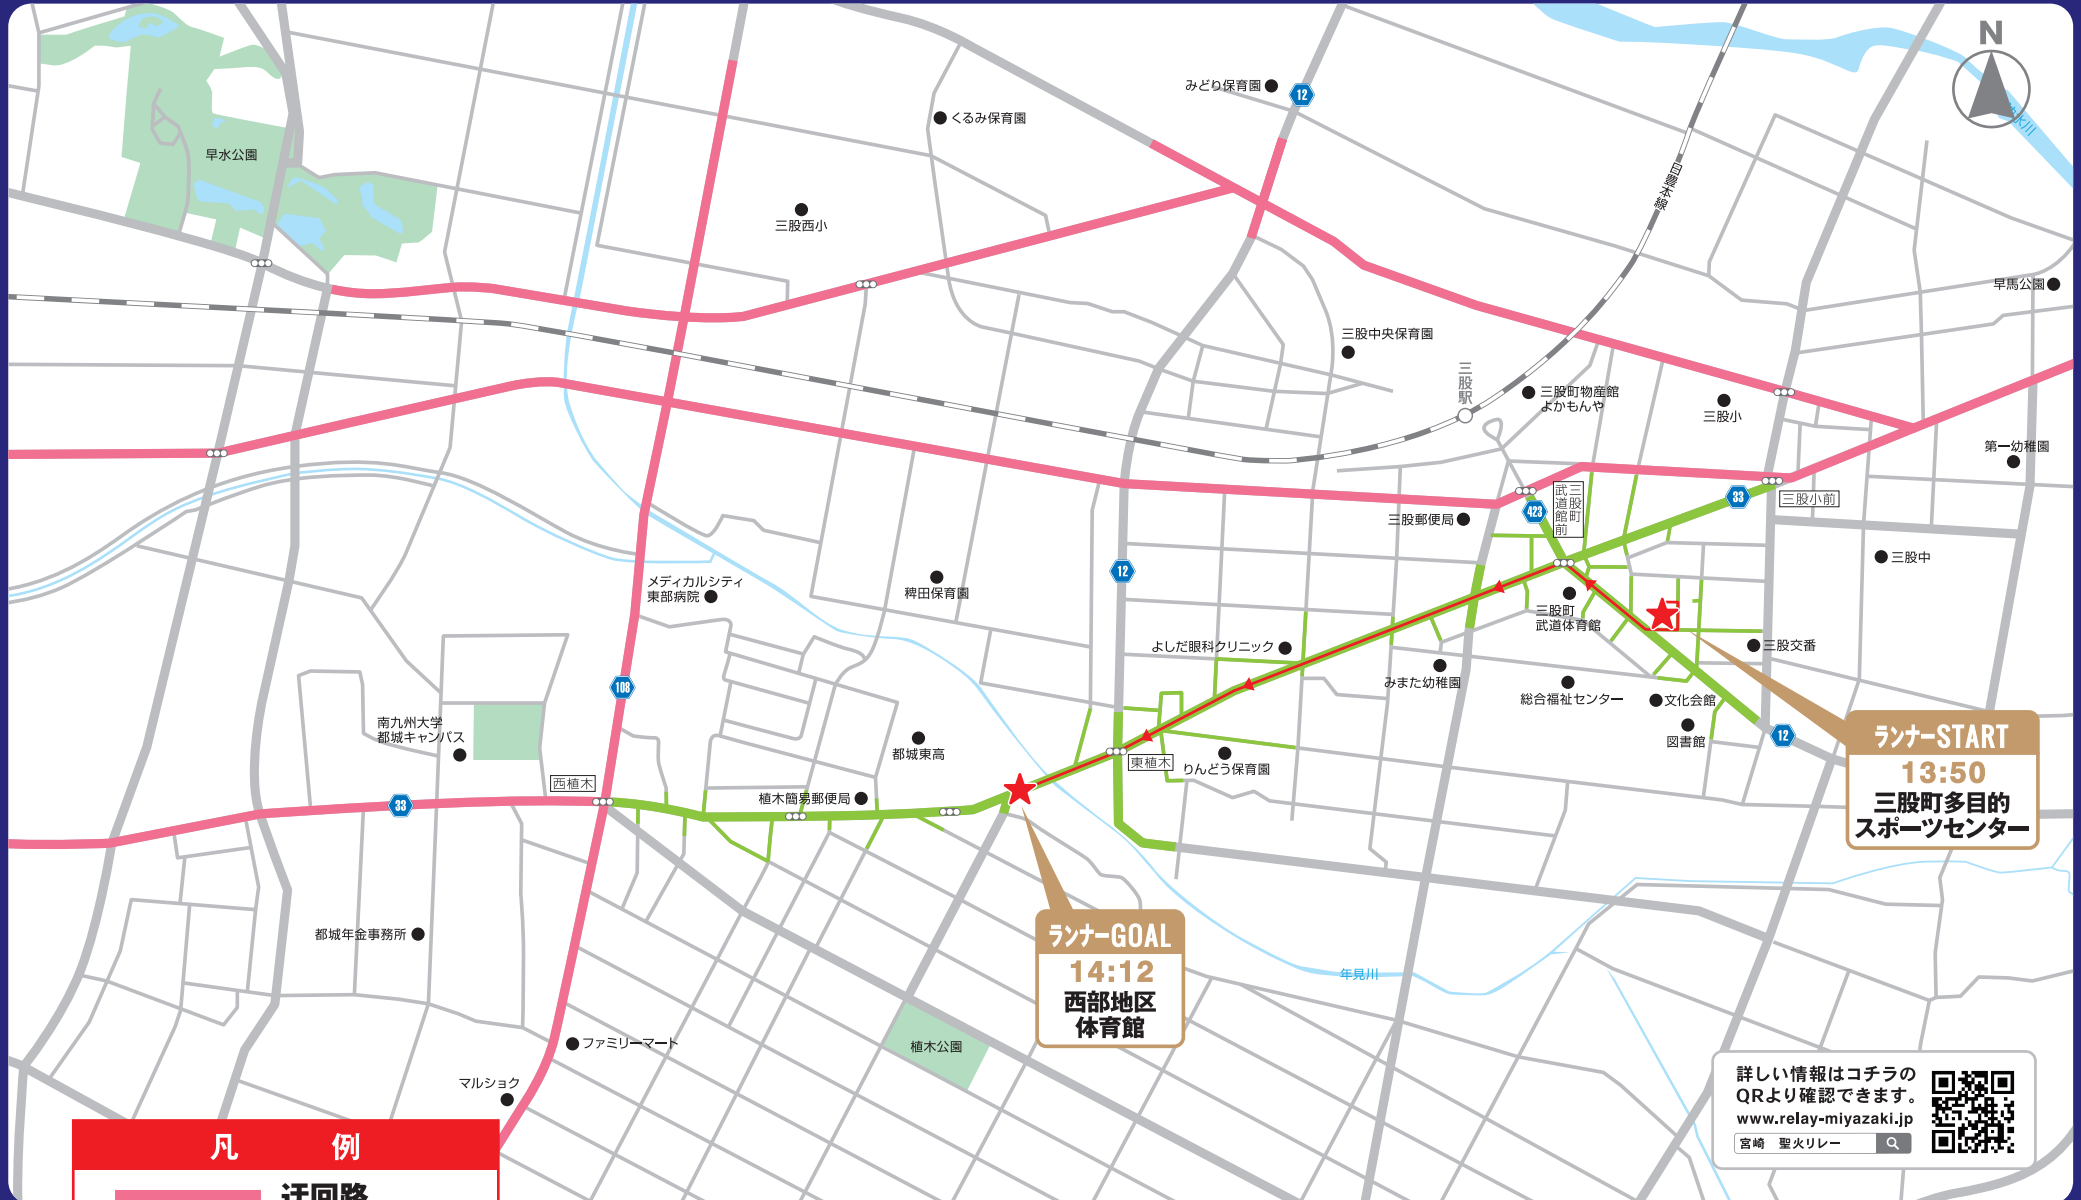 N
沖水川
みどり保育園
12
くるみ保育園
早水公園
日豊本線
三股西小
早馬公園
三股中央保育園
三股駅
三股町物産館
よかもんや
三股小
第一幼稚園
33
三股小前
423
三股町
武道館前
三股郵便局
三股中
12
メディカルシティ
東部病院
稗田保育園
三股町
武道体育館
よしだ眼科クリニック
三股交番
みまた幼稚園
総合福祉センター
文化会館
図書館
12
108
南九州大学
都城キャンパス
都城東高
東植木
りんどう保育園
西植木
植木簡易郵便局
33
ランナーSTART
13:50
三股町多目的
スポーツセンター
都城年金事務所
ランナーGOAL
14:12
西部地区
体育館
年見川
植木公園
ファミリーマート
マルショク
詳しい情報はコチラの
QRより確認できます。
www.relay-miyazaki.jp
宮崎 聖火リレー
凡 例
迂回路